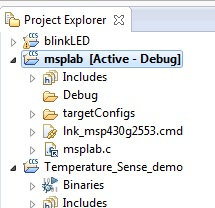 Project Explorer
blinkLED
msplab [Active - Debug]
Includes
Debug
targetConfigs
lnk_msp430g2553.cmd
msplab.c
Temperature_Sense_demo
Binaries
Includes